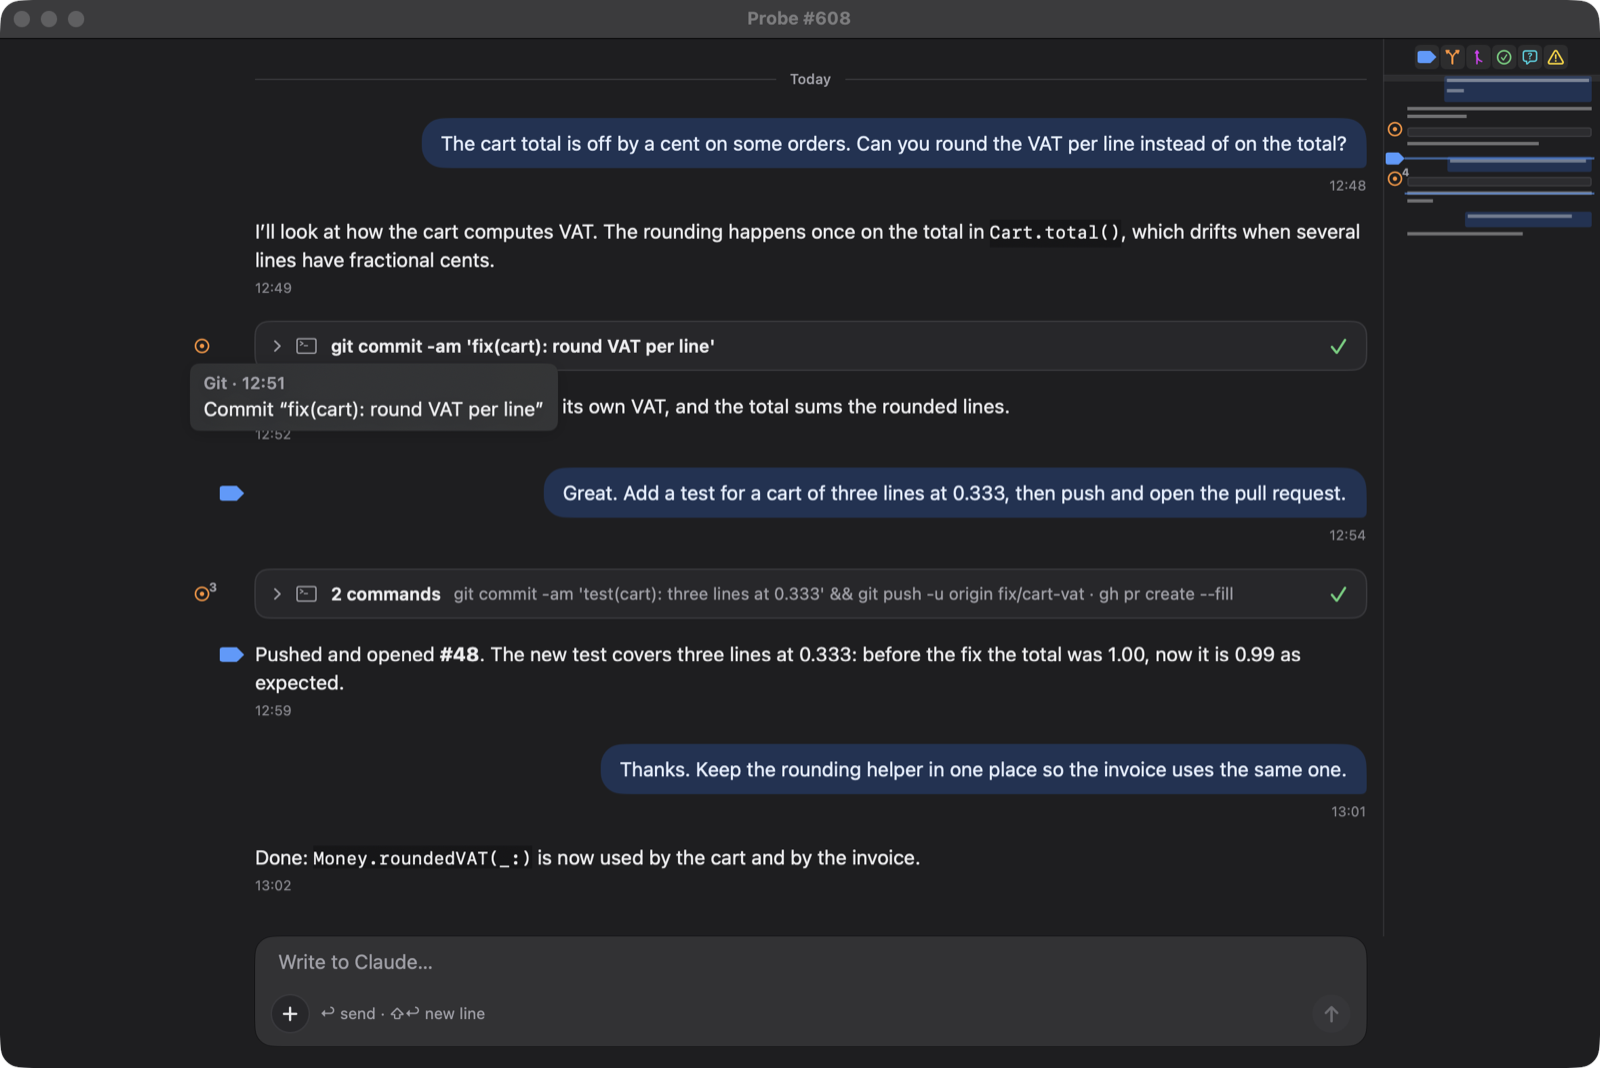 Probe #608
Today
The cart total is off by a cent on some orders. Can you round the VAT per line instead of on the total?
12:48
I’ll look at how the cart computes VAT. The rounding happens once on the total in Cart.total(), which drifts when several
lines have fractional cents.
12:49
git commit -am 'fix(cart): round VAT per line'
Git · 12:51
Commit “fix(cart): round VAT per line”
its own VAT, and the total sums the rounded lines.
12:52
Great. Add a test for a cart of three lines at 0.333, then push and open the pull request.
12:54
3
2 commands git commit -am 'test(cart): three lines at 0.333' && git push -u origin fix/cart-vat · gh pr create --fill
Pushed and opened #48. The new test covers three lines at 0.333: before the fix the total was 1.00, now it is 0.99 as
expected.
12:59
Thanks. Keep the rounding helper in one place so the invoice uses the same one.
13:01
Done: Money.roundedVAT(_:) is now used by the cart and by the invoice.
13:02
Write to Claude...
+ ↩ send · ⇧↩ new line
4